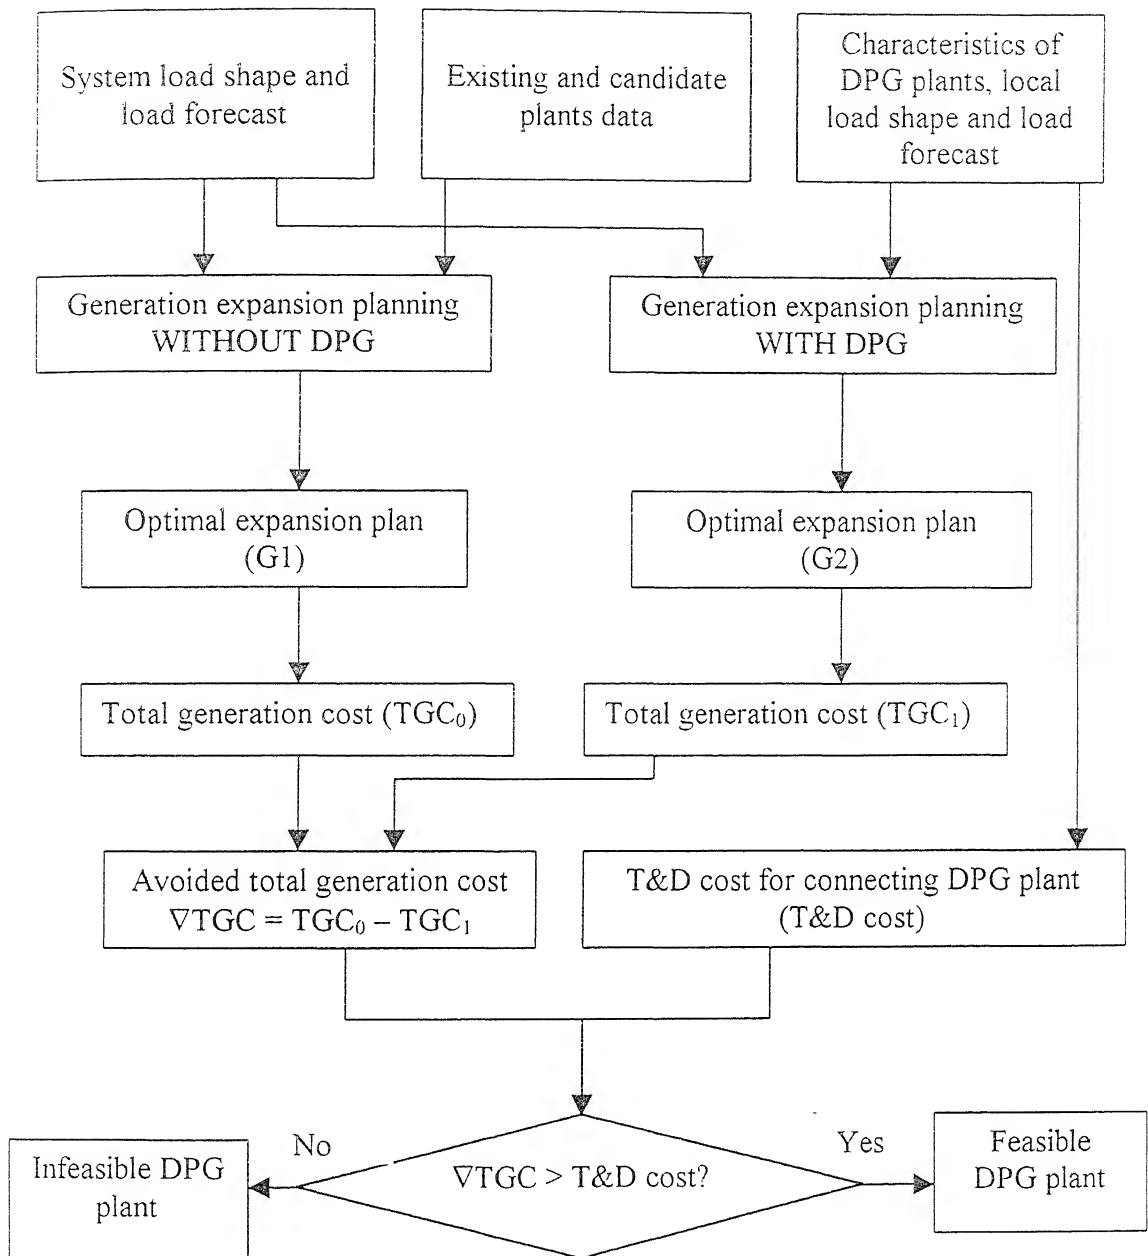 System load shape and
load forecast
Existing and candidate
plants data
Characteristics of
DPG plants, local
load shape and load
forecast
Generation expansion planning
WITHOUT DPG
Generation expansion planning
WITH DPG
Optimal expansion plan
(G1)
Optimal expansion plan
(G2)
Total generation cost (TGC₀)
Total generation cost (TGC₁)
Avoided total generation cost
∇TGC = TGC₀ – TGC₁
T&D cost for connecting DPG plant
(T&D cost)
No
Yes
Infeasible DPG
plant
∇TGC > T&D cost?
Feasible
DPG plant